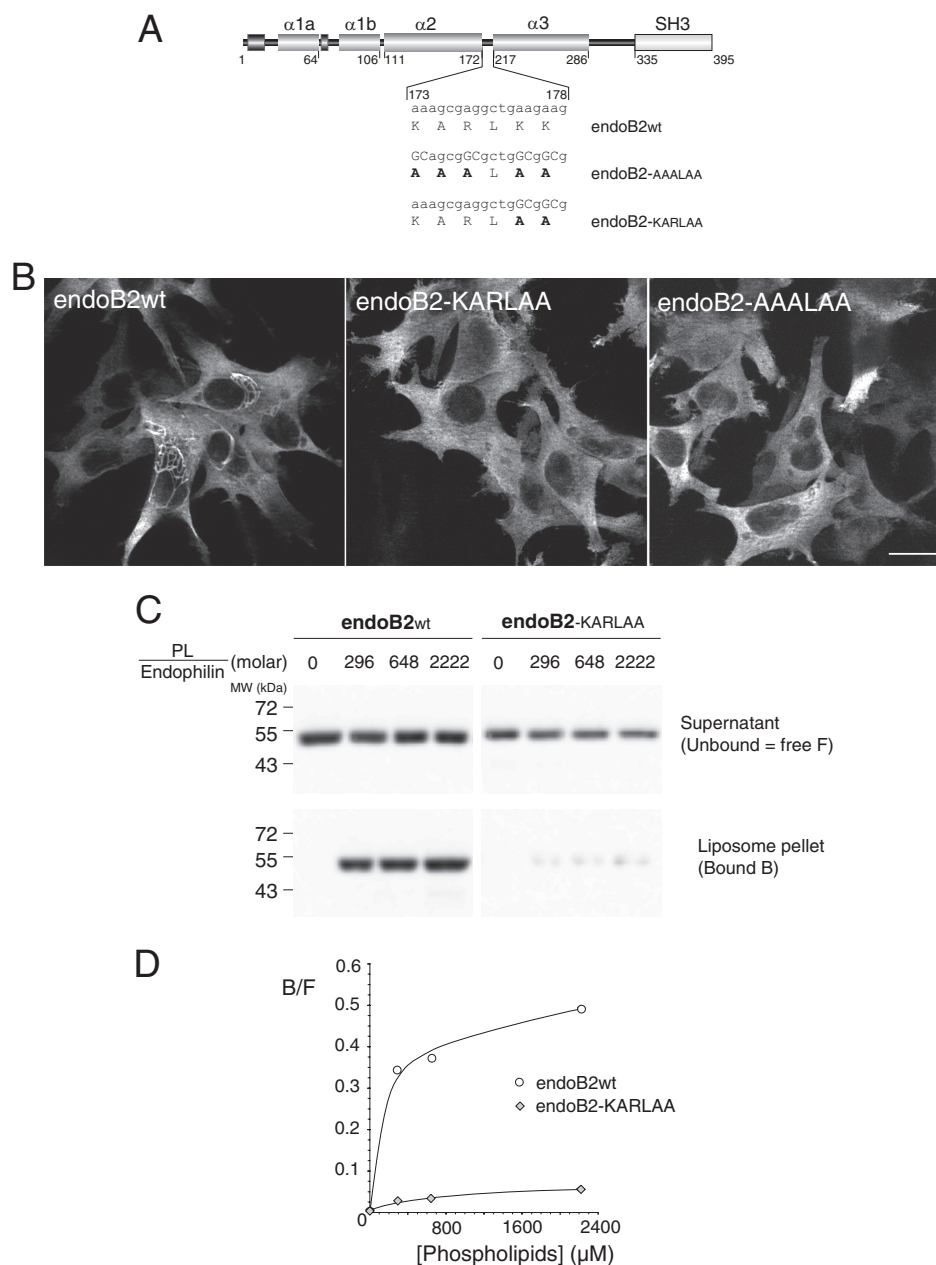 A
α1a α1b α2 α3 SH3
1 64 106 111 172 217 286 335 395
173 178
aaagcgaggctgaagaag
K A R L K K endoB2wt
GCagcgGCGctgGCgGCg
A A A L A A endoB2-AAALAA
aaagcgaggctgGCgGCg
K A R L A A endoB2-KARLAA
B
endoB2wt endoB2-KARLAA endoB2-AAALAA
C
endoB2wt endoB2-KARLAA
PL
Endophilin (molar) 0 296 648 2222 0 296 648 2222
MW (kDa)
72
55
43
Supernatant
(Unbound = free F)
72
55
43
Liposome pellet
(Bound B)
D
B/F
0.6
0.5
0.4
0.3
0.2
0.1
0 800 1600 2400
endoB2wt
endoB2-KARLAA
[Phospholipids] (µM)